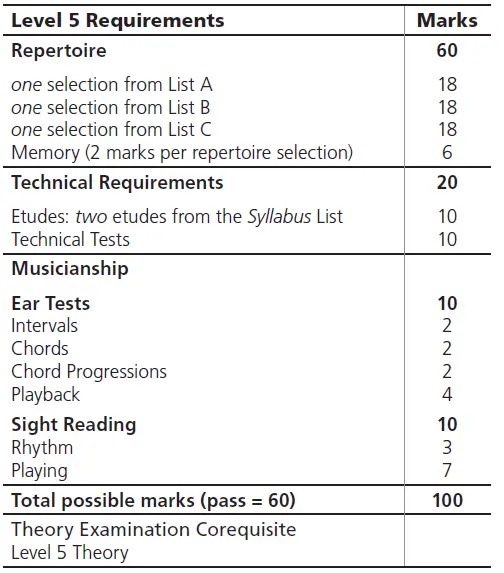 Level 5 Requirements Marks
Repertoire 60
one selection from List A 18
one selection from List B 18
one selection from List C 18
Memory (2 marks per repertoire selection) 6
Technical Requirements 20
Etudes: two etudes from the Syllabus List 10
Technical Tests 10
Musicianship
Ear Tests 10
Intervals 2
Chords 2
Chord Progressions 2
Playback 4
Sight Reading 10
Rhythm 3
Playing 7
Total possible marks (pass = 60) 100
Theory Examination Corequisite
Level 5 Theory